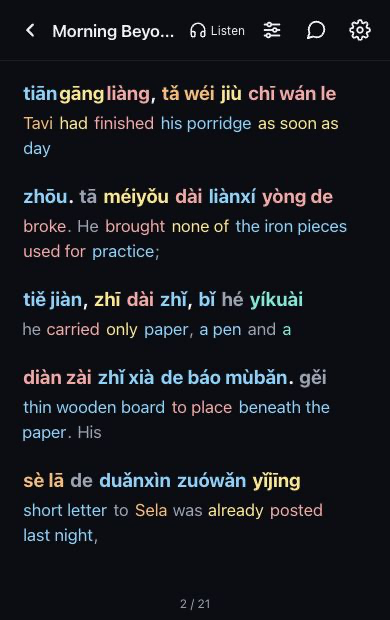 Morning Beyo... Listen
tiān gāng liàng, tǎ wéi jiù chī wán le
Tavi had finished his porridge as soon as
day
zhōu. tā méiyǒu dài liànxí yòng de
broke. He brought none of the iron pieces
used for practice;
tiě jiàn, zhī dài zhǐ, bǐ hé yíkuài
he carried only paper, a pen and a
diàn zài zhǐ xià de báo mùbǎn. gěi
thin wooden board to place beneath the
paper. His
sè lā de duǎnxìn zuówǎn yǐjīng
short letter to Sela was already posted
last night,
2 / 21